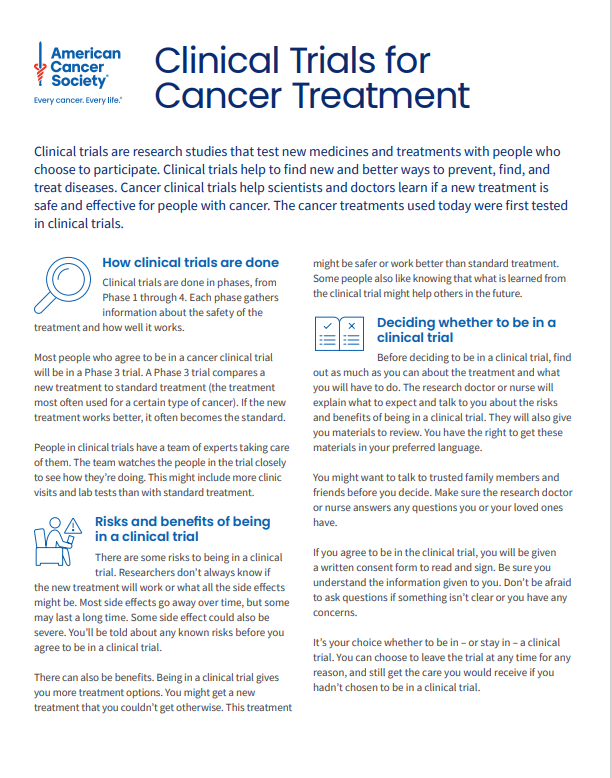 American
Cancer
Society®
Every cancer. Every life.®
Clinical Trials for
Cancer Treatment
Clinical trials are research studies that test new medicines and treatments with people who
choose to participate. Clinical trials help to find new and better ways to prevent, find, and
treat diseases. Cancer clinical trials help scientists and doctors learn if a new treatment is
safe and effective for people with cancer. The cancer treatments used today were first tested
in clinical trials.
How clinical trials are done
Clinical trials are done in phases, from
Phase 1 through 4. Each phase gathers
information about the safety of the
treatment and how well it works.
Most people who agree to be in a cancer clinical trial
will be in a Phase 3 trial. A Phase 3 trial compares a
new treatment to standard treatment (the treatment
most often used for a certain type of cancer). If the new
treatment works better, it often becomes the standard.
People in clinical trials have a team of experts taking care
of them. The team watches the people in the trial closely
to see how they're doing. This might include more clinic
visits and lab tests than with standard treatment.
Risks and benefits of being
in a clinical trial
There are some risks to being in a clinical
trial. Researchers don't always know if
the new treatment will work or what all the side effects
might be. Most side effects go away over time, but some
may last a long time. Some side effect could also be
severe. You'll be told about any known risks before you
agree to be in a clinical trial.
There can also be benefits. Being in a clinical trial gives
you more treatment options. You might get a new
treatment that you couldn't get otherwise. This treatment
might be safer or work better than standard treatment.
Some people also like knowing that what is learned from
the clinical trial might help others in the future.
Deciding whether to be in a
clinical trial
Before deciding to be in a clinical trial, find
out as much as you can about the treatment and what
you will have to do. The research doctor or nurse will
explain what to expect and talk to you about the risks
and benefits of being in a clinical trial. They will also give
you materials to review. You have the right to get these
materials in your preferred language.
You might want to talk to trusted family members and
friends before you decide. Make sure the research doctor
or nurse answers any questions you or your loved ones
have.
If you agree to be in the clinical trial, you will be given
a written consent form to read and sign. Be sure you
understand the information given to you. Don't be afraid
to ask questions if something isn't clear or you have any
concerns.
It's your choice whether to be in – or stay in – a clinical
trial. You can choose to leave the trial at any time for any
reason, and still get the care you would receive if you
hadn't chosen to be in a clinical trial.